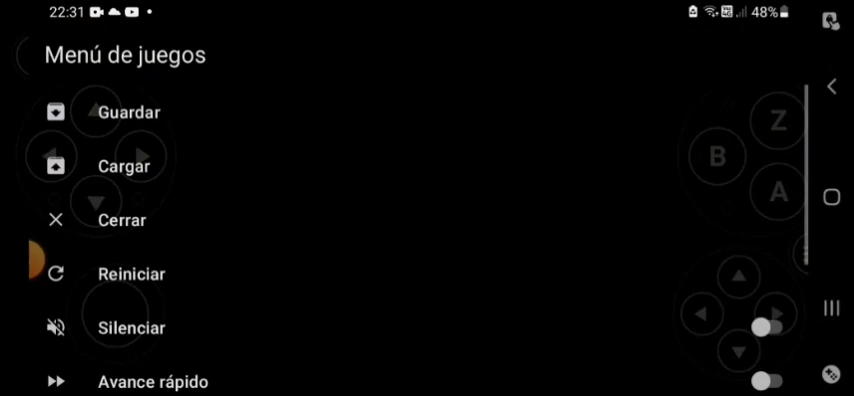 22:31 48%
Menú de juegos
Guardar
Cargar
Cerrar
Reiniciar
Silenciar
Avance rápido
Z
B
A